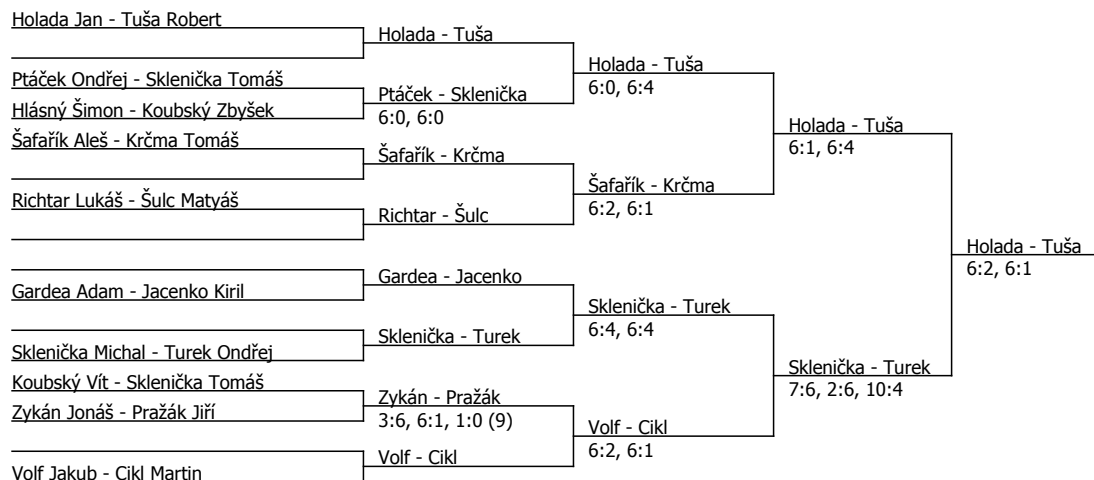 Holada Jan - Tuša Robert
Holada - Tuša
Holada - Tuša
6:0, 6:4
Ptáček Ondřej - Sklenička Tomáš
Ptáček - Sklenička
6:0, 6:0
Hlásný Šimon - Koubský Zbyšek
Holada - Tuša
6:1, 6:4
Šafařík Aleš - Krčma Tomáš
Šafařík - Krčma
Šafařík - Krčma
6:2, 6:1
Richtar Lukáš - Šulc Matyáš
Richtar - Šulc
Holada - Tuša
6:2, 6:1
Gardea - Jacenko
Gardea Adam - Jacenko Kiril
Sklenička - Turek
6:4, 6:4
Sklenička - Turek
Sklenička Michal - Turek Ondřej
Sklenička - Turek
7:6, 2:6, 10:4
Koubský Vít - Sklenička Tomáš
Zykán - Pražák
3:6, 6:1, 1:0 (9)
Zykán Jonáš - Pražák Jiří
Volf - Cikl
6:2, 6:1
Volf - Cikl
Volf Jakub - Cikl Martin